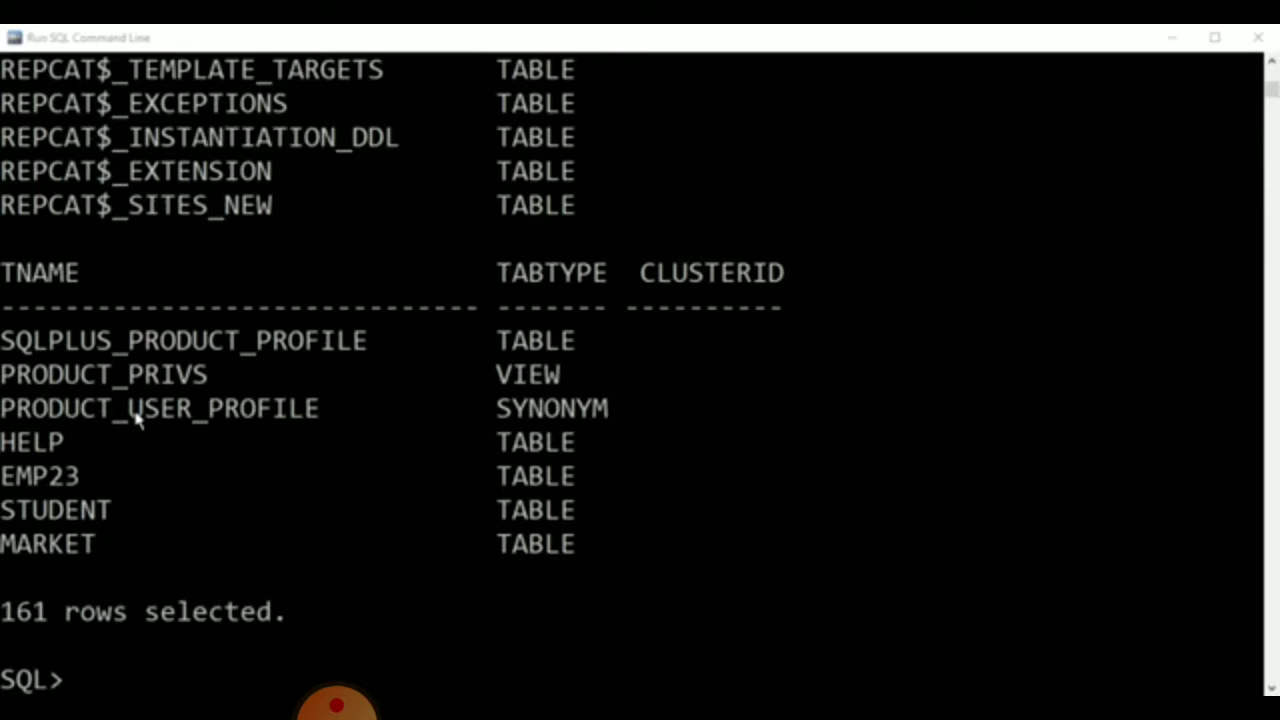 Run SQL Command Line
REPCAT$_TEMPLATE_TARGETS TABLE
REPCAT$_EXCEPTIONS TABLE
REPCAT$_INSTANTIATION_DDL TABLE
REPCAT$_EXTENSION TABLE
REPCAT$_SITES_NEW TABLE
TNAME TABTYPE CLUSTERID
------------------------------ ------- ----------
SQLPLUS_PRODUCT_PROFILE TABLE
PRODUCT_PRIVS VIEW
PRODUCT_USER_PROFILE SYNONYM
HELP TABLE
EMP23 TABLE
STUDENT TABLE
MARKET TABLE
161 rows selected.
SQL>